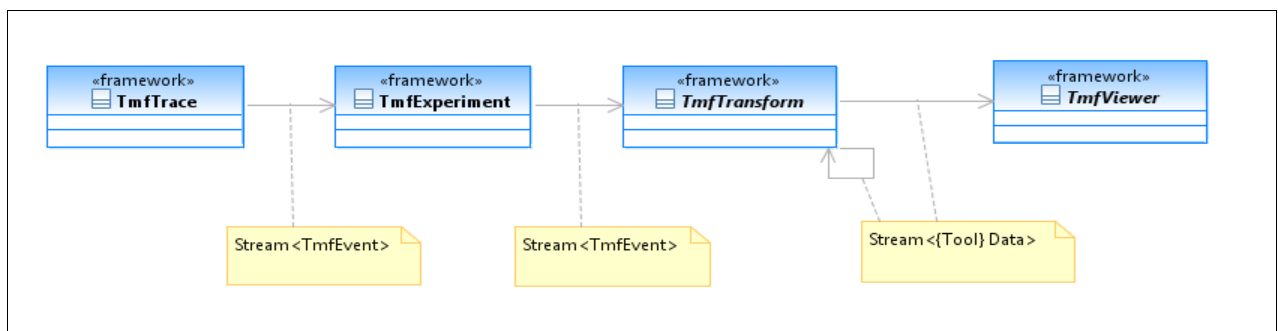 «framework»
TmfTrace
«framework»
TmfExperiment
«framework»
TmfTransform
«framework»
TmfViewer
Stream<TmfEvent>
Stream<TmfEvent>
Stream<{Tool} Data>